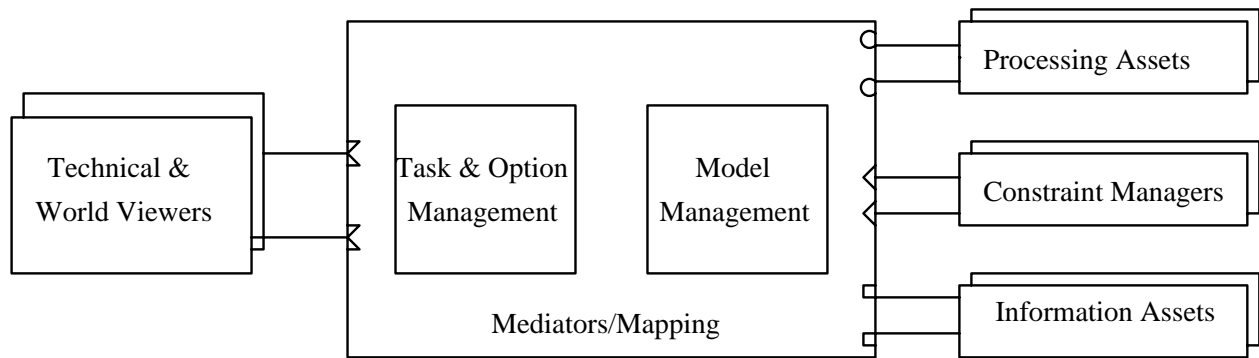 Technical &
World Viewers
Task & Option
Management
Model
Management
Mediators/Mapping
Processing Assets
Constraint Managers
Information Assets